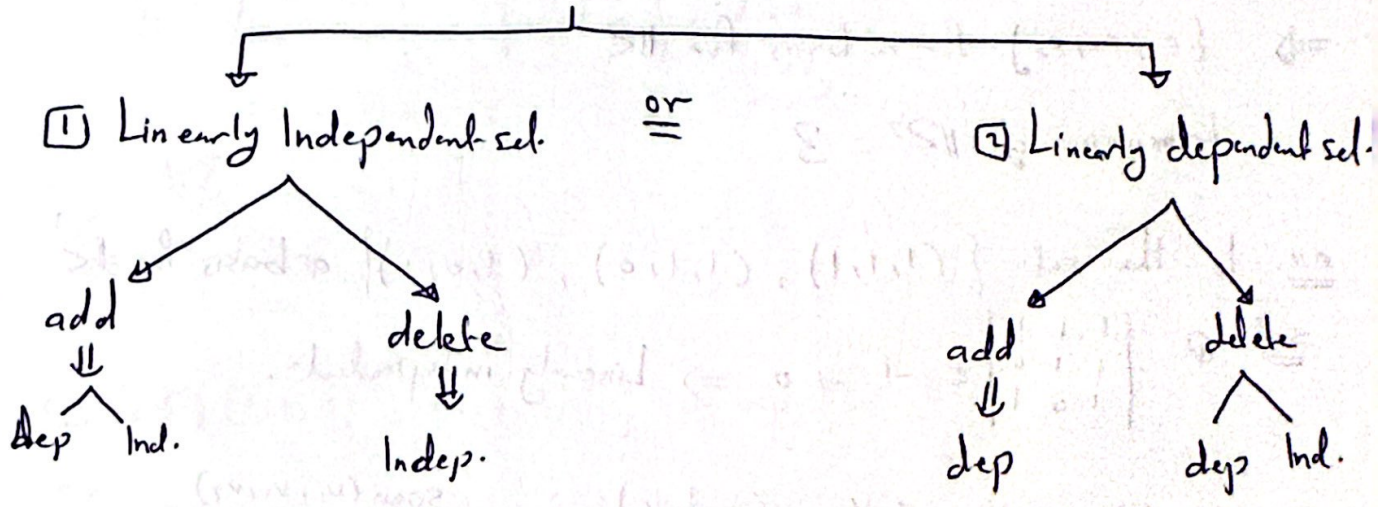 1 Linearly Independent set. or 2 Linearly dependent set.
add delete add delete
⇓ ⇓ ⇓
dep Ind. Indep. dep dep Ind.